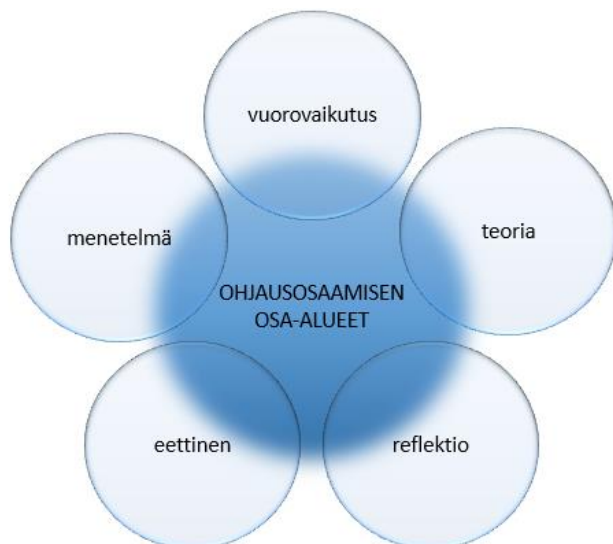 vuorovaikutus
menetelmä
teoria
OHJAUSOSAAMISEN
OSA-ALUEET
eettinen
reflektio